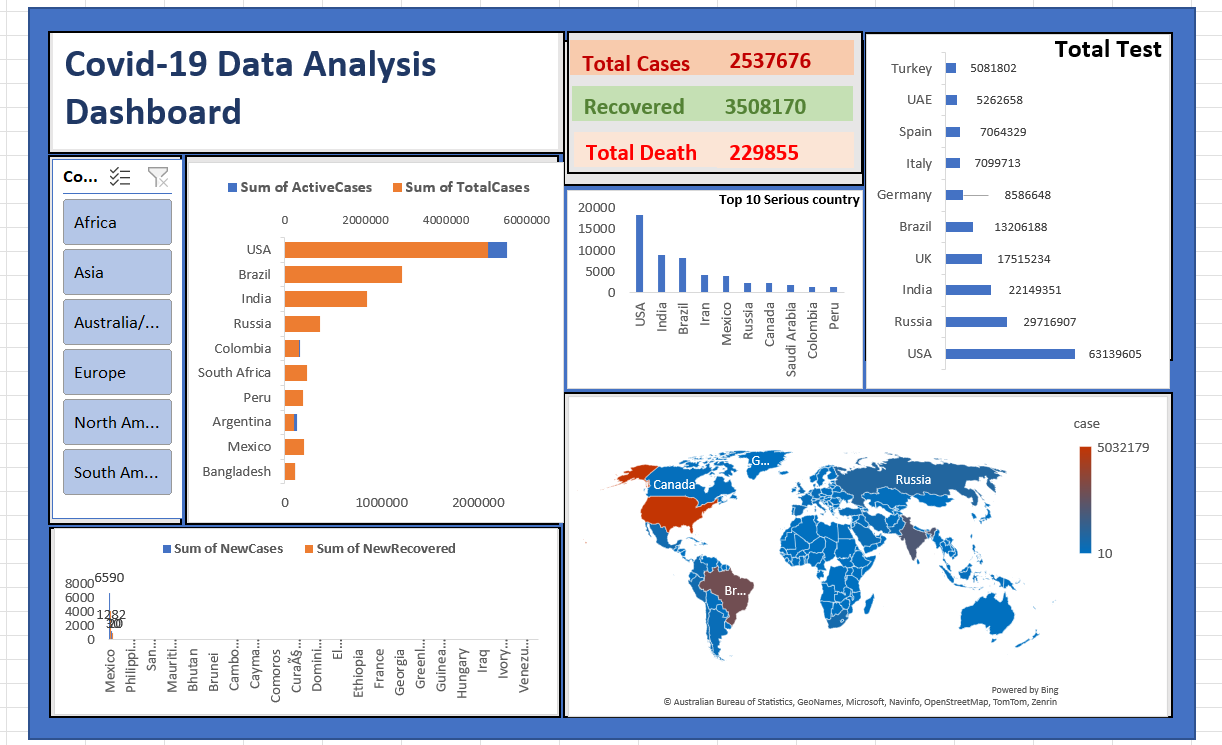 Covid-19 Data Analysis
Dashboard
Total Cases 2537676
Recovered 3508170
Total Death 229855
Total Test
Turkey 5081802
UAE 5262658
Spain 7064329
Italy 7099713
Germany 8586648
Brazil 13206188
UK 17515234
India 22149351
Russia 29716907
USA 63139605
Co...
Africa
Asia
Australia/...
Europe
North Am...
South Am...
Sum of ActiveCases Sum of TotalCases
0 2000000 4000000 6000000
USA
Brazil
India
Russia
Colombia
South Africa
Peru
Argentina
Mexico
Bangladesh
0 1000000 2000000
Top 10 Serious country
20000
15000
10000
5000
0
USA
India
Brazil
Iran
Mexico
Russia
Canada
Saudi Arabia
Colombia
Peru
Sum of NewCases Sum of NewRecovered
6590
8000
6000
4000
1282
2000
0
Mexico
Philippi...
San...
Mauriti...
Bhutan
Brunei
Cambo...
Cayma...
Comoros
CuraÃ§...
Domini...
El...
Ethiopia
France
Georgia
Greenl...
Guinea...
Hungary
Iraq
Ivory...
Venezu...
case
5032179
10
G...
Canada
Russia
Br...
Powered by Bing
© Australian Bureau of Statistics, GeoNames, Microsoft, Navinfo, OpenStreetMap, TomTom, Zenrin